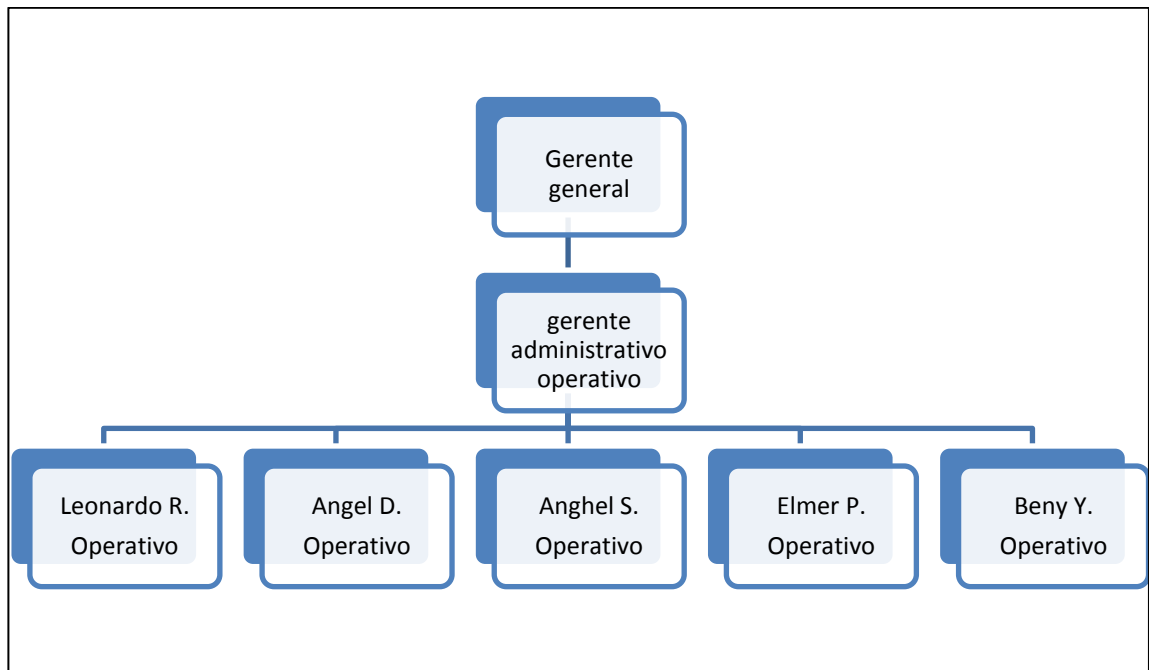 Gerente
general
gerente
administrativo
operativo
Leonardo R.
Operativo
Angel D.
Operativo
Anghel S.
Operativo
Elmer P.
Operativo
Beny Y.
Operativo